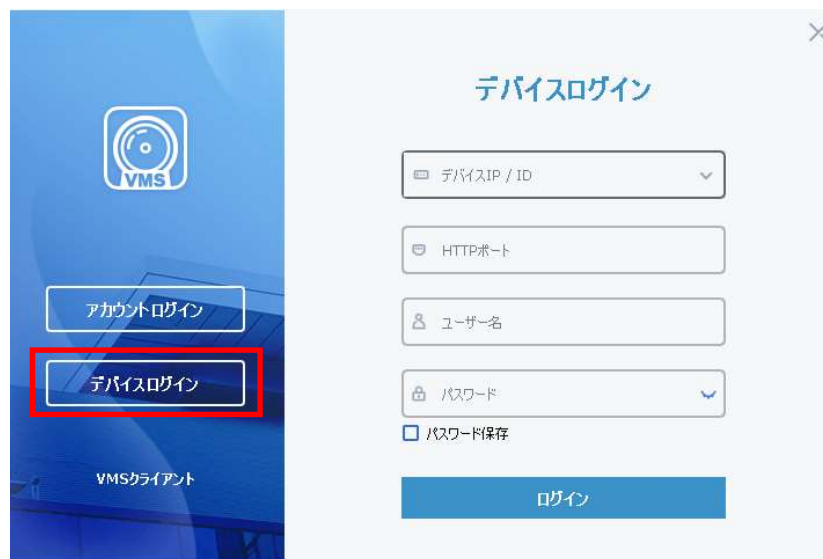 VMS
アカウントログイン
デバイスログイン
VMSクライアント
デバイスログイン
デバイスIP / ID
HTTPポート
ユーザー名
パスワード
パスワード保存
ログイン